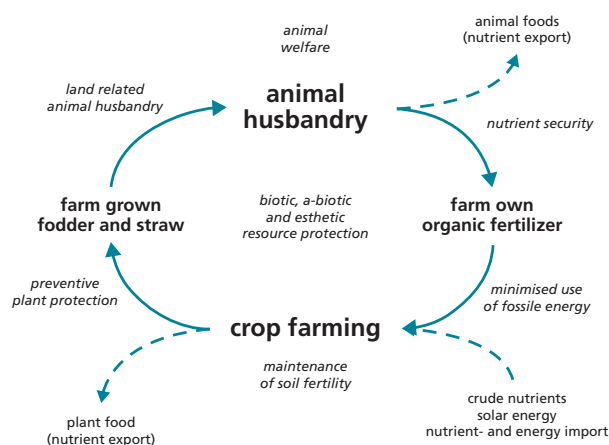 animal
welfare
animal foods
(nutrient export)
land related
animal husbandry
animal
husbandry
nutrient security
farm grown
fodder and straw
biotic, a-biotic
and esthetic
resource protection
farm own
organic fertilizer
preventive
plant protection
minimised use
of fossile energy
crop farming
maintenance
of soil fertility
plant food
(nutrient export)
crude nutrients
solar energy
nutrient- and energy import